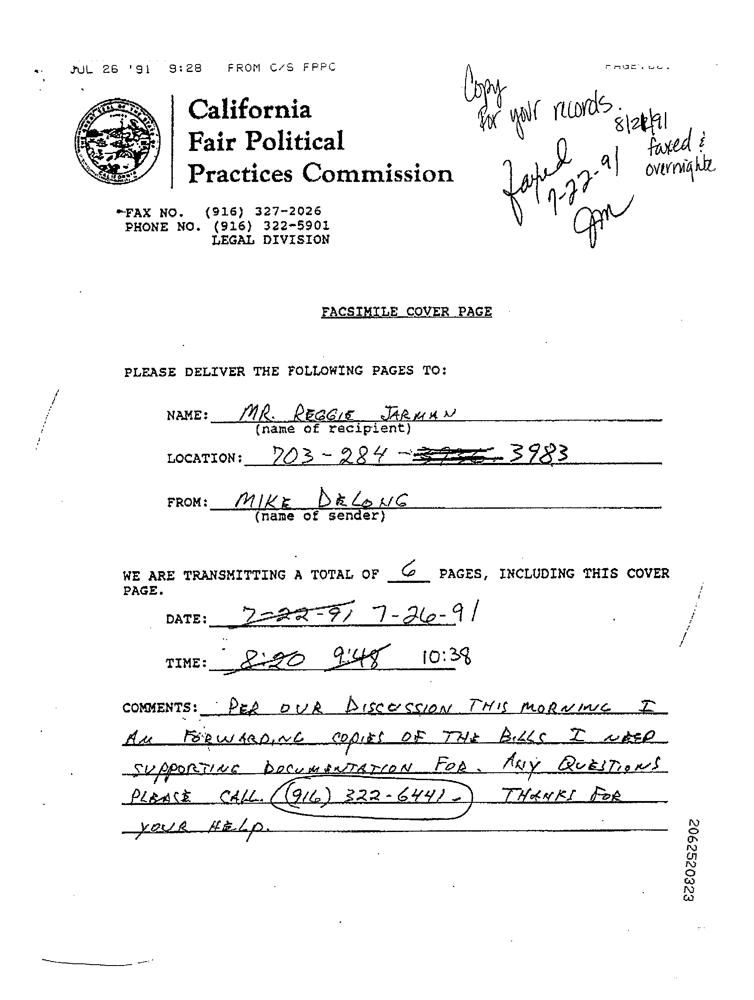 JUL 26 '91 9:28 FROM C/S FPPC
Copy
for your records.
8/21/91
faxed &
overnighte
faxed
7-22-91
JM
California
Fair Political
Practices Commission
FAX NO. (916) 327-2026
PHONE NO. (916) 322-5901
LEGAL DIVISION
FACSIMILE COVER PAGE
PLEASE DELIVER THE FOLLOWING PAGES TO:
NAME: MR. REGGIE JARMAN
(name of recipient)
LOCATION: 703-284- 3983
FROM: MIKE DELONG
(name of sender)
WE ARE TRANSMITTING A TOTAL OF 6 PAGES, INCLUDING THIS COVER
PAGE.
DATE: 7-22-91 7-26-91
TIME: 8:20 9:48 10:38
COMMENTS: PER OUR DISCUSSION THIS MORNING I
AM FORWARDING COPIES OF THE BILLS I NEED
SUPPORTING DOCUMENTATION FOR. ANY QUESTIONS
PLEASE CALL. (916) 322-6441. THANKS FOR
YOUR HELP.
2062520323